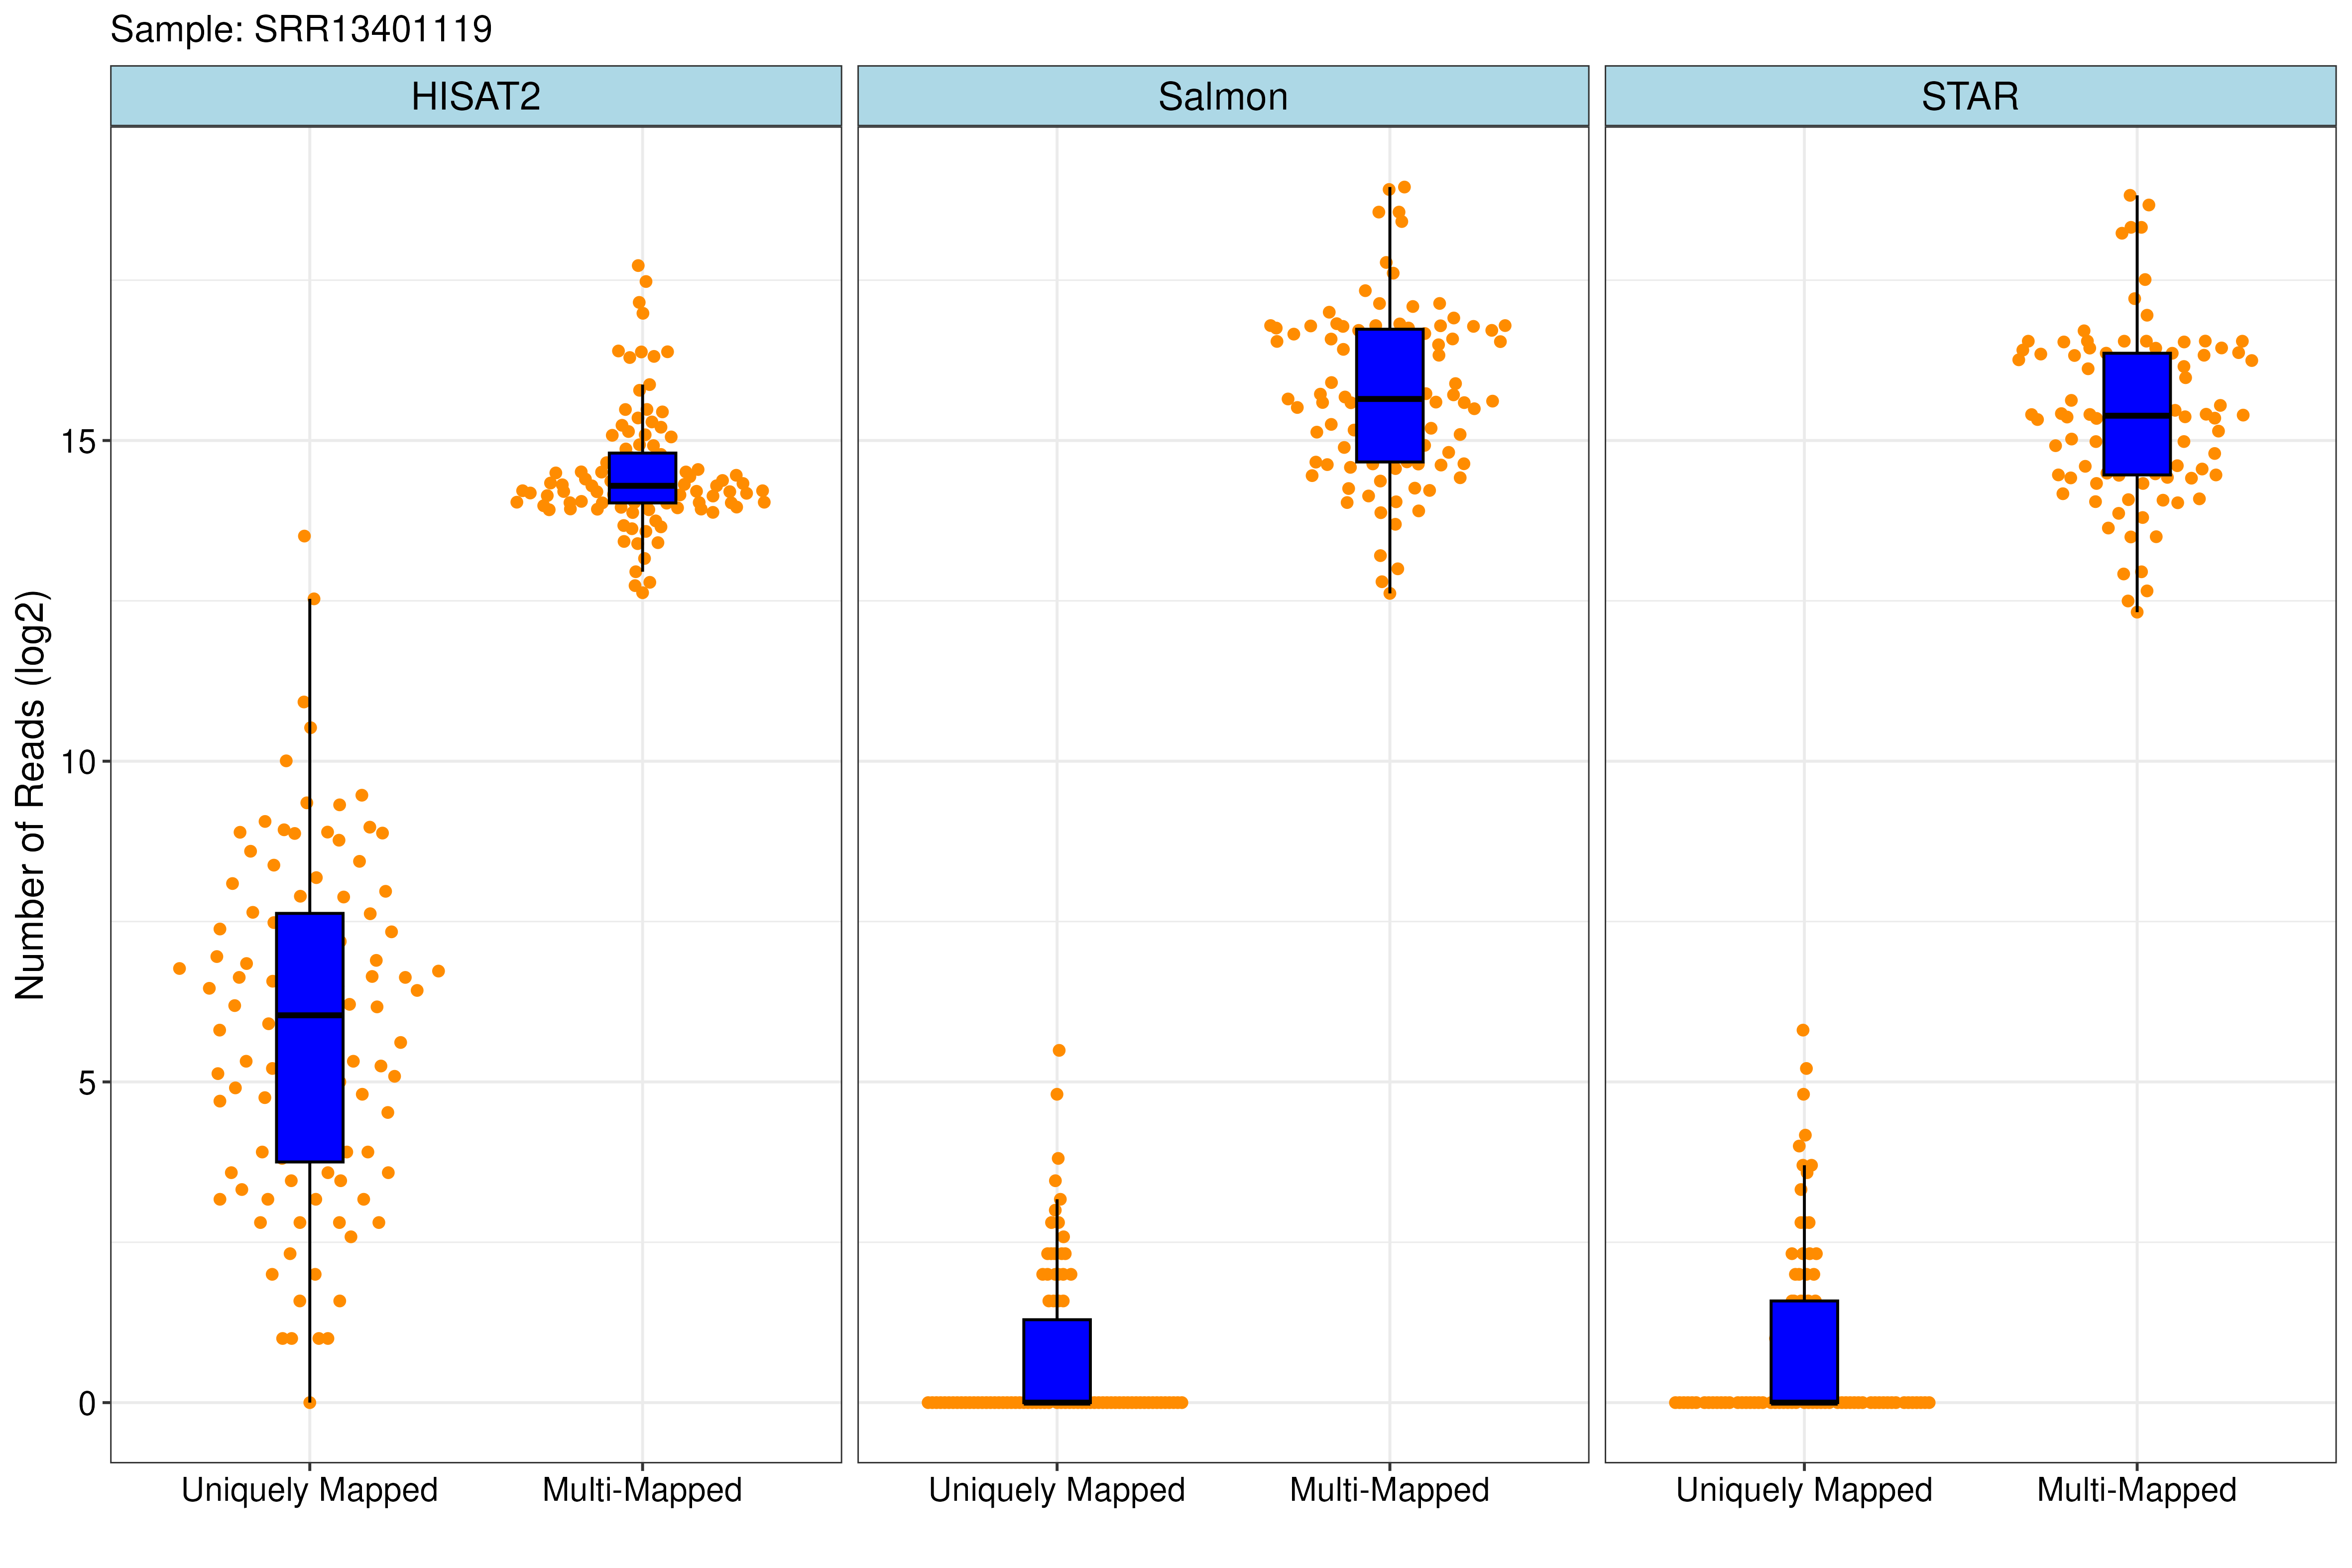 Sample: SRR13401119
HISAT2
Salmon
STAR
Number of Reads (log2)
15
10
5
0
Uniquely Mapped
Multi-Mapped
Uniquely Mapped
Multi-Mapped
Uniquely Mapped
Multi-Mapped